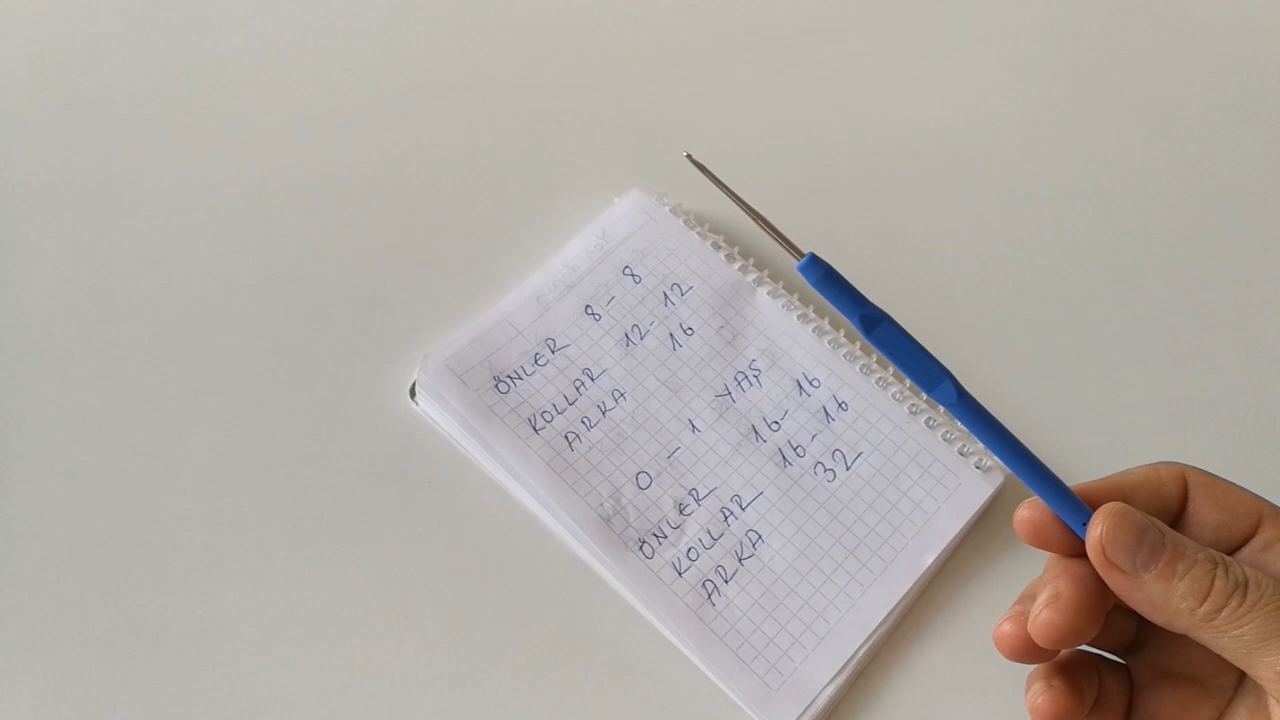 ÖNLER 8 - 8
KOLLAR 12 - 12
ARKA 16
0 - 1 YAŞ
ÖNLER 16 - 16
KOLLAR 16 - 16
ARKA 32